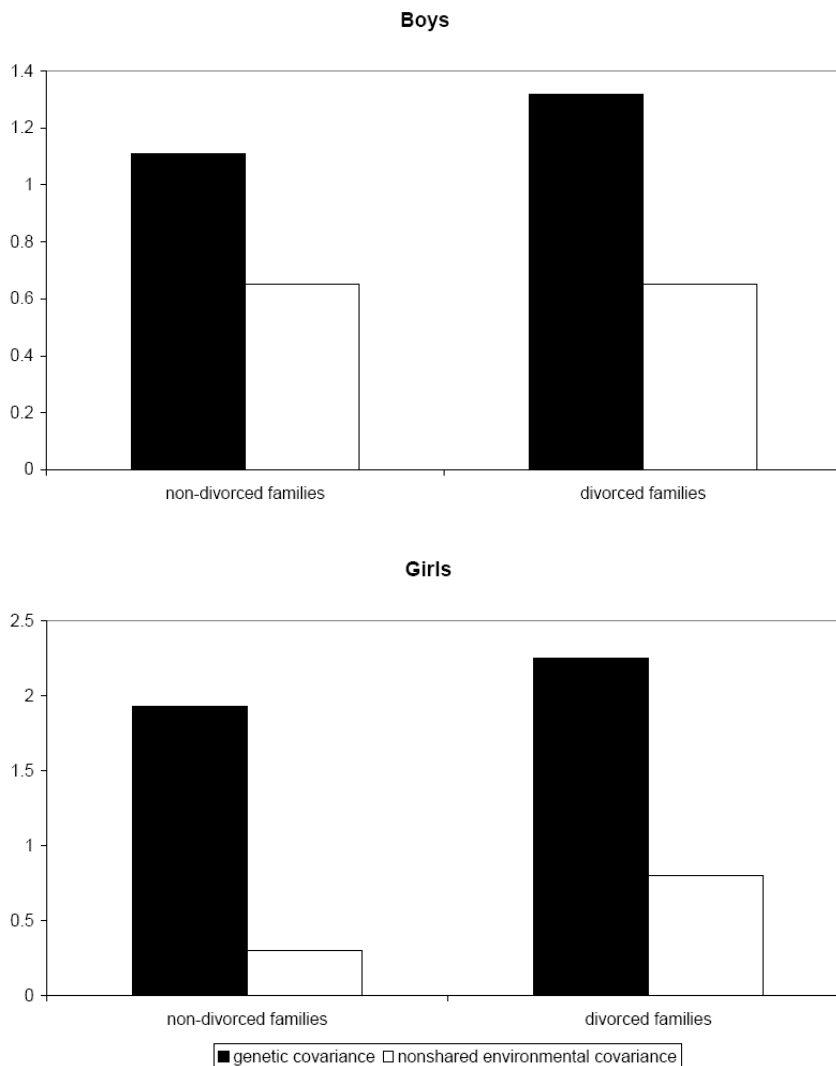 Boys
1.4
1.2
1
0.8
0.6
0.4
0.2
0
non-divorced families divorced families
Girls
2.5
2
1.5
1
0.5
0
non-divorced families divorced families
genetic covariance nonshared environmental covariance